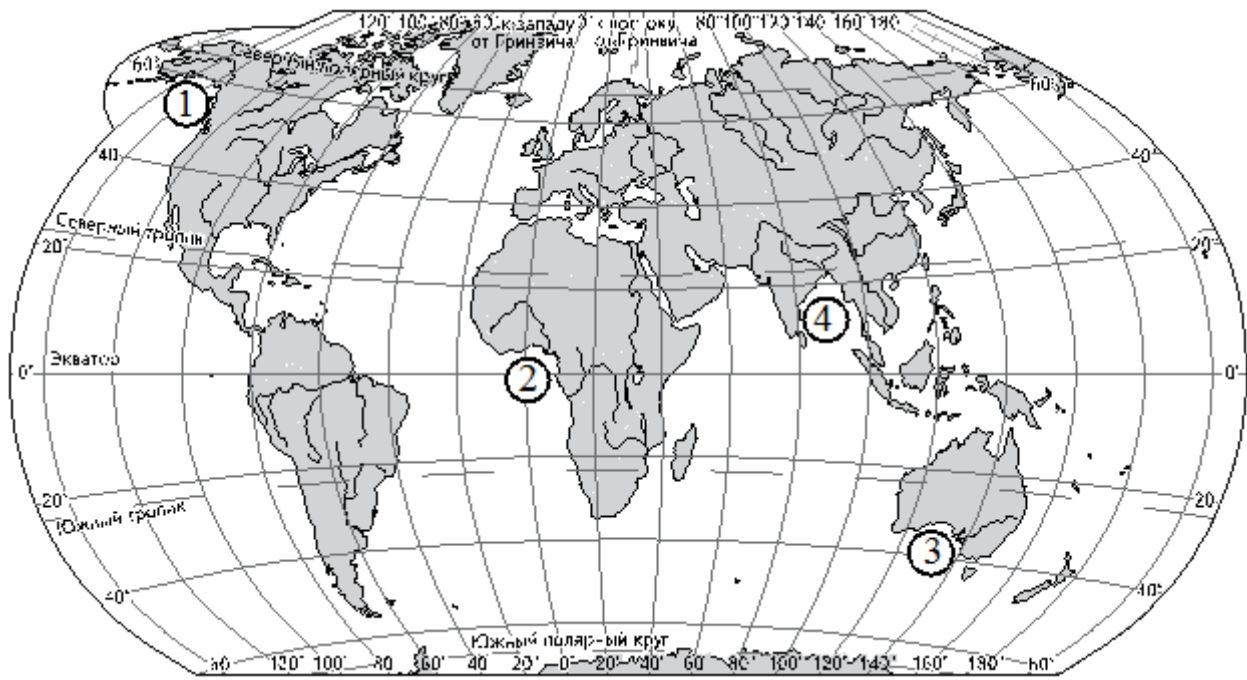 120° 100° 80° 60° к западу к востоку 80° 100° 120° 140° 160° 180°
от Гринвича от Гринвича
60° Северный полярный круг 60°
1
40 40°
Северный тропик
20° 20°
4
Экватор
0° 2 0°
20° 20
Южный тропик
3
40° 40°
Южный полярный круг
60 120° 100° 80 60° 40 20° 0° 20° 40° 60° 80° 100° 120° 140° 160° 180° 60°